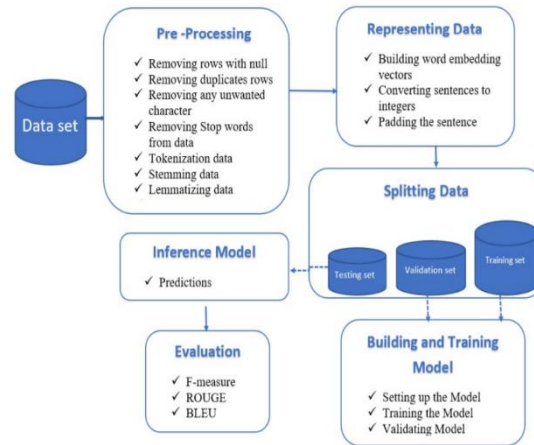 Data set
Pre -Processing
✓ Removing rows with null
✓ Removing duplicates rows
✓ Removing any unwanted
character
✓ Removing Stop words
from data
✓ Tokenization data
✓ Stemming data
✓ Lemmatizing data
Representing Data
✓ Building word embedding
vectors
✓ Converting sentences to
integers
✓ Padding the sentence
Splitting Data
Testing set
Validation set
Training set
Inference Model
✓ Predictions
Evaluation
✓ F-measure
✓ ROUGE
✓ BLEU
Building and Training
Model
✓ Setting up the Model
✓ Training the Model
✓ Validating Model